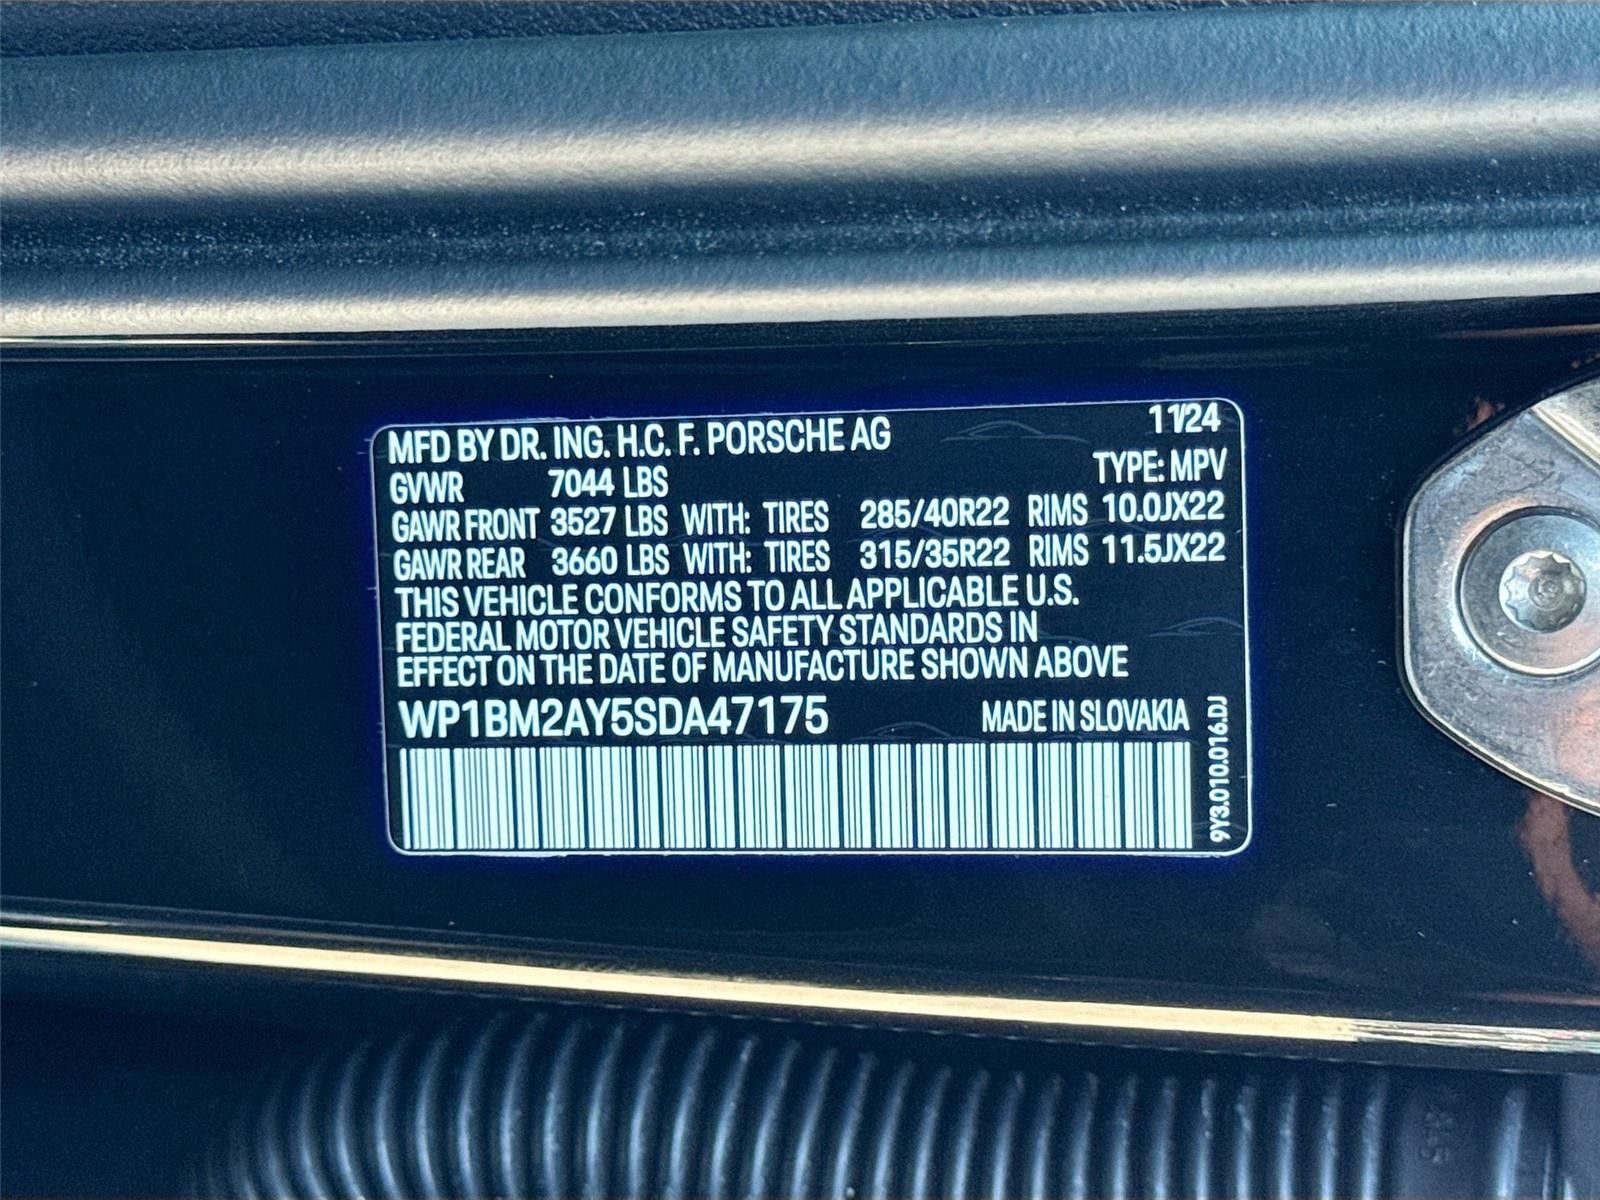 MFD BY DR. ING. H.C. F. PORSCHE AG 11/24
GVWR 7044 LBS TYPE: MPV
GAWR FRONT 3527 LBS WITH: TIRES 285/40R22 RIMS 10.0JX22
GAWR REAR 3660 LBS WITH: TIRES 315/35R22 RIMS 11.5JX22
THIS VEHICLE CONFORMS TO ALL APPLICABLE U.S.
FEDERAL MOTOR VEHICLE SAFETY STANDARDS IN
EFFECT ON THE DATE OF MANUFACTURE SHOWN ABOVE
WP1BM2AY5SDA47175 MADE IN SLOVAKIA
9Y3.010.016.DJ